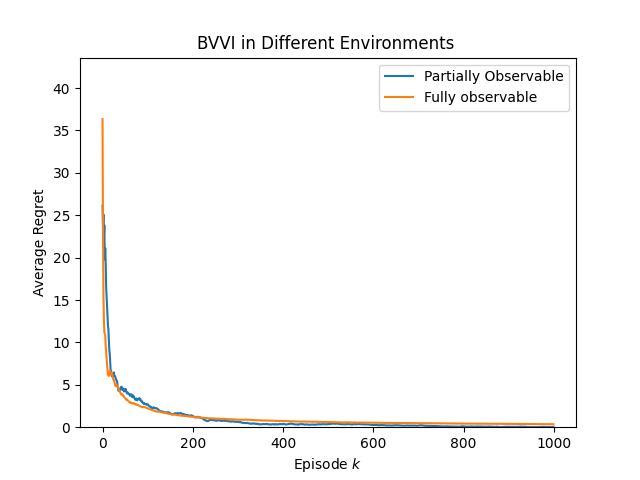 BVVI in Different Environments
Partially Observable
Fully observable
Average Regret
40
35
30
25
20
15
10
5
0
0 200 400 600 800 1000
Episode k